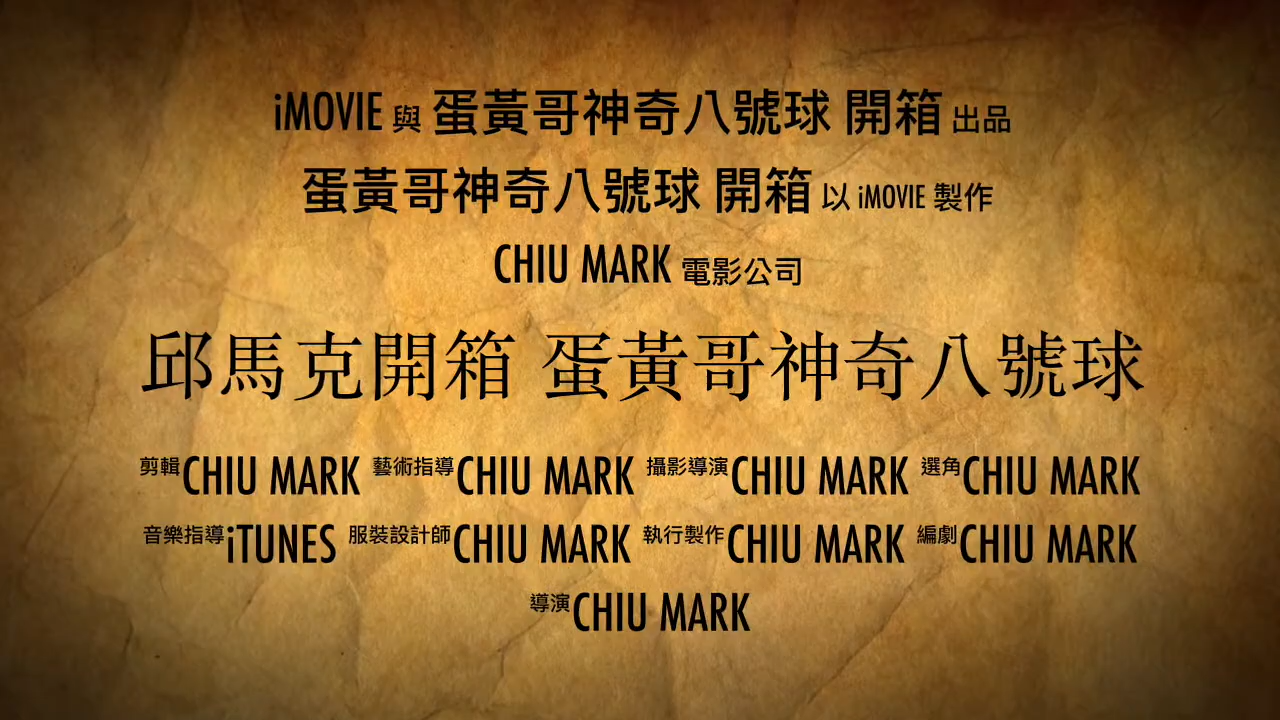 iMOVIE 與 蛋黃哥神奇八號球 開箱 出品
蛋黃哥神奇八號球 開箱 以 iMOVIE 製作
CHIU MARK 電影公司
邱馬克開箱 蛋黃哥神奇八號球
剪輯CHIU MARK 藝術指導CHIU MARK 攝影導演CHIU MARK 選角CHIU MARK
音樂指導iTUNES 服裝設計師CHIU MARK 執行製作CHIU MARK 編劇CHIU MARK
導演CHIU MARK